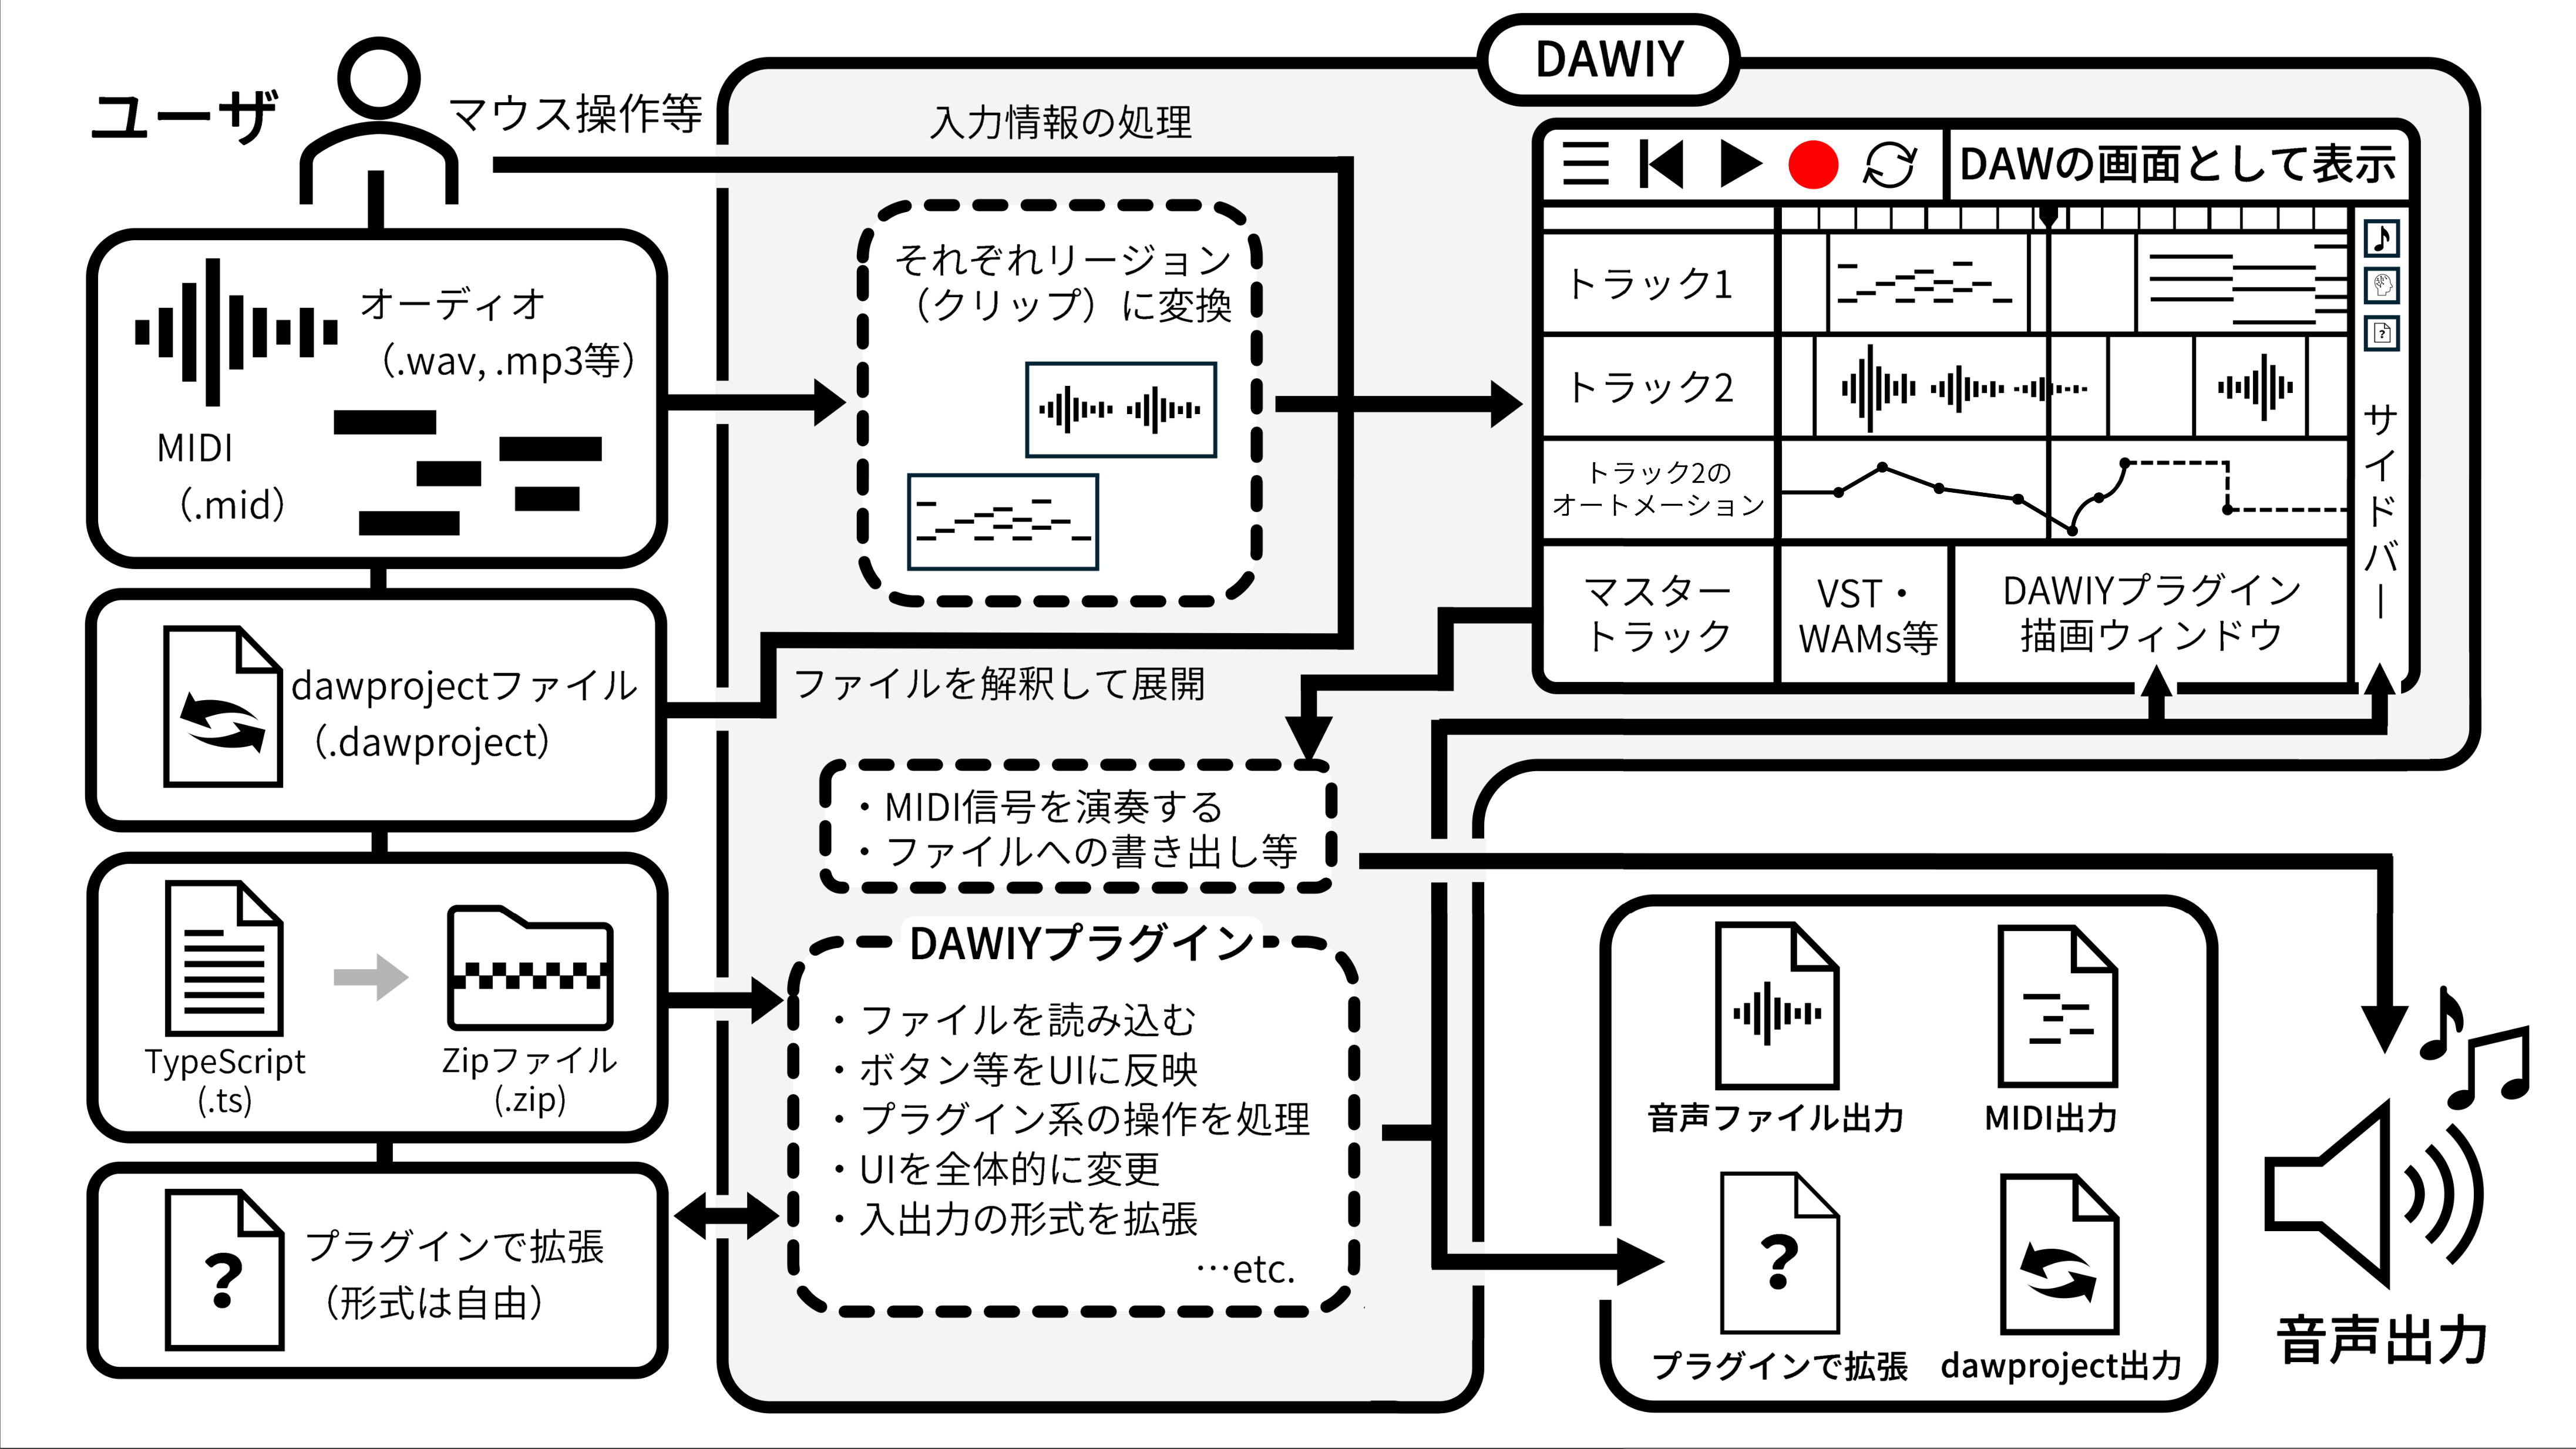 DAWIY
ユーザ
マウス操作等
入力情報の処理
オーディオ
（.wav, .mp3等）
MIDI
（.mid）
dawprojectファイル
（.dawproject）
TypeScript
(.ts)
Zipファイル
(.zip)
?
プラグインで拡張
（形式は自由）
それぞれリージョン
（クリップ）に変換
ファイルを解釈して展開
・MIDI信号を演奏する
・ファイルへの書き出し等
DAWIYプラグイン
・ファイルを読み込む
・ボタン等をUIに反映
・プラグイン系の操作を処理
・UIを全体的に変更
・入出力の形式を拡張
…etc.
DAWの画面として表示
トラック1
トラック2
トラック2の
オートメーション
マスター
トラック
VST・
WAMs等
DAWIYプラグイン
描画ウィンドウ
?
サイドバー
音声ファイル出力
MIDI出力
?
プラグインで拡張
dawproject出力
音声出力